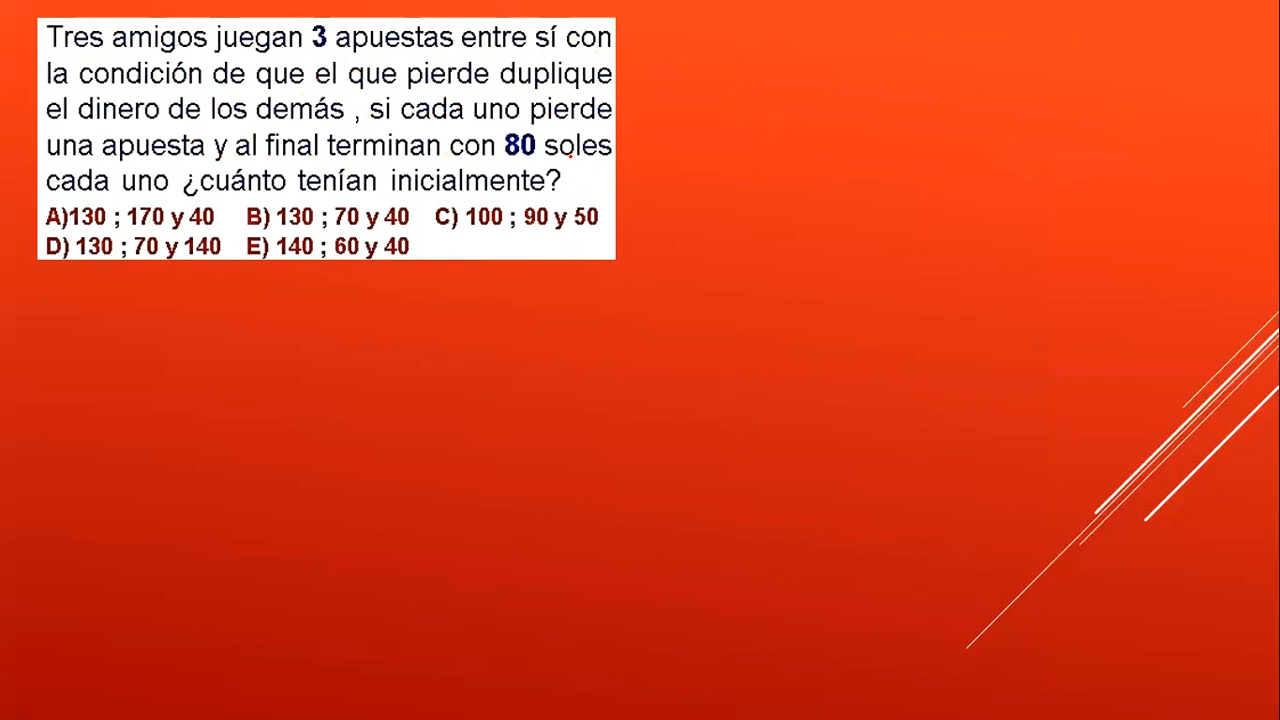 Tres amigos juegan 3 apuestas entre sí con
la condición de que el que pierde duplique
el dinero de los demás , si cada uno pierde
una apuesta y al final terminan con 80 soles
cada uno ¿cuánto tenían inicialmente?
A)130 ; 170 y 40 B) 130 ; 70 y 40 C) 100 ; 90 y 50
D) 130 ; 70 y 140 E) 140 ; 60 y 40